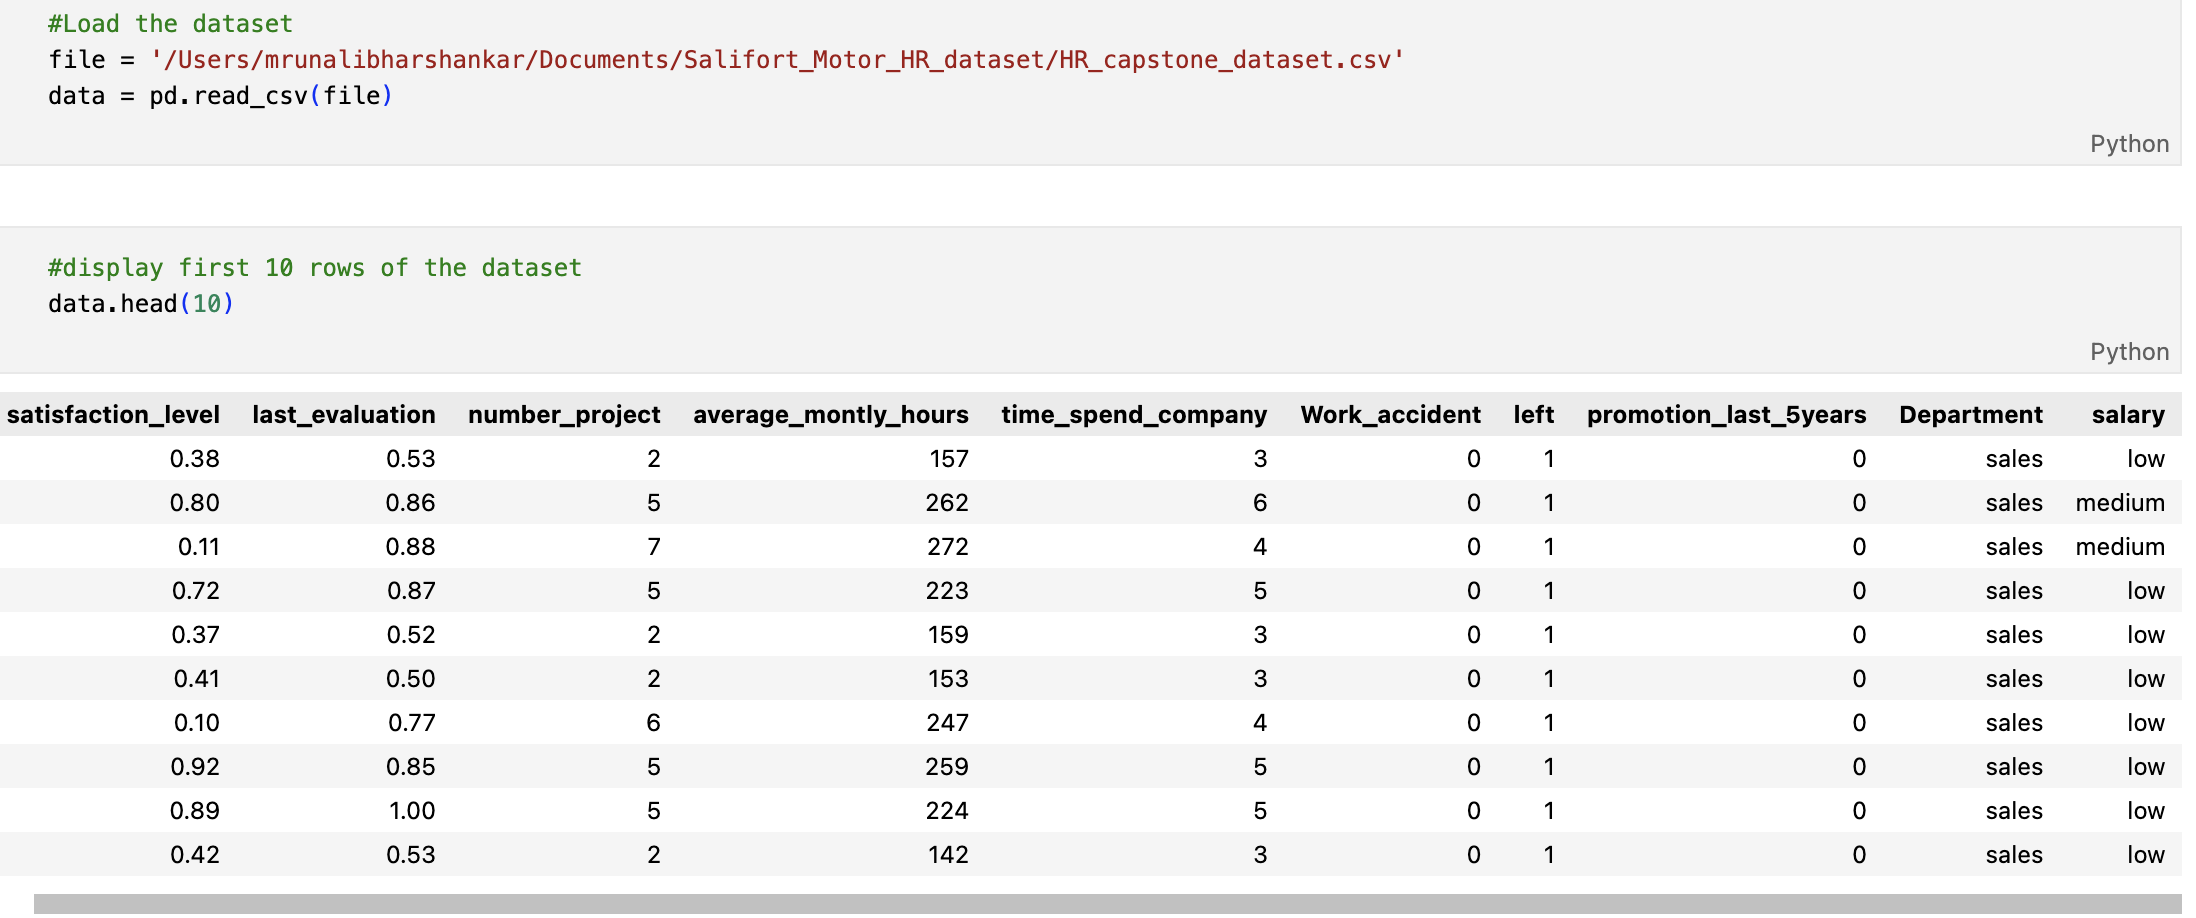 #Load the dataset
file = '/Users/mrunalibharshankar/Documents/Salifort_Motor_HR_dataset/HR_capstone_dataset.csv'
data = pd.read_csv(file)
Python
#display first 10 rows of the dataset
data.head(10)
Python
satisfaction_level last_evaluation number_project average_montly_hours time_spend_company Work_accident left promotion_last_5years Department salary
0.38 0.53 2 157 3 0 1 0 sales low
0.80 0.86 5 262 6 0 1 0 sales medium
0.11 0.88 7 272 4 0 1 0 sales medium
0.72 0.87 5 223 5 0 1 0 sales low
0.37 0.52 2 159 3 0 1 0 sales low
0.41 0.50 2 153 3 0 1 0 sales low
0.10 0.77 6 247 4 0 1 0 sales low
0.92 0.85 5 259 5 0 1 0 sales low
0.89 1.00 5 224 5 0 1 0 sales low
0.42 0.53 2 142 3 0 1 0 sales low